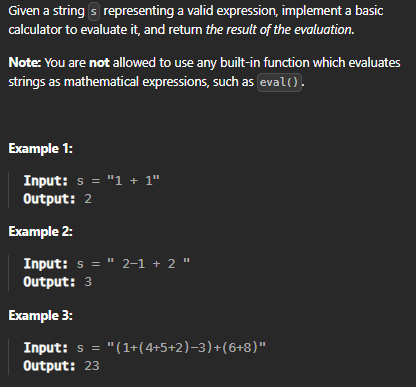 Given a string s representing a valid expression, implement a basic
calculator to evaluate it, and return the result of the evaluation.
Note: You are not allowed to use any built-in function which evaluates
strings as mathematical expressions, such as eval().
Example 1:
Input: s = "1 + 1"
Output: 2
Example 2:
Input: s = " 2-1 + 2 "
Output: 3
Example 3:
Input: s = "(1+(4+5+2)-3)+(6+8)"
Output: 23